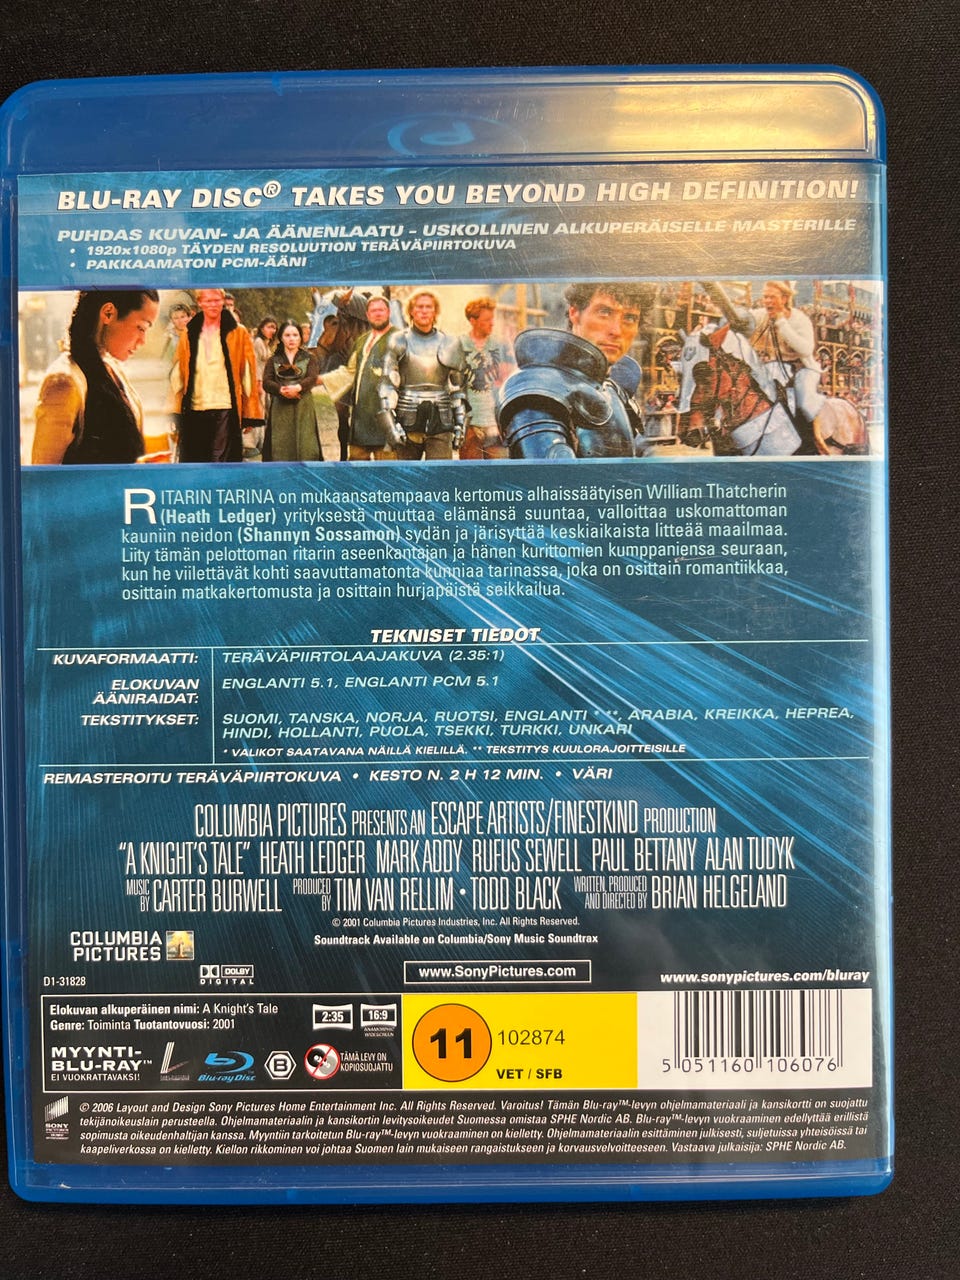 BLU-RAY DISC® TAKES YOU BEYOND HIGH DEFINITION!
PUHDAS KUVAN- JA ÄÄNENLAATU - USKOLLINEN ALKUPERÄISELLE MASTERILLE
• 1920x1080p TÄYDEN RESOLUUTION TERÄVÄPIIRTOKUVA
• PAKKAAMATON PCM-ÄÄNI
RITARIN TARINA on mukaansatempaava kertomus alhaissäätyisen William Thatcherin
(Heath Ledger) yrityksestä muuttaa elämänsä suuntaa, valloittaa uskomattoman
kauniin neidon (Shannyn Sossamon) sydän ja järisyttää keskiaikaista litteää maailmaa.
Liity tämän pelottoman ritarin aseenkantajan ja hänen kurittomien kumppaniensa seuraan,
kun he viilettävät kohti saavuttamatonta kunniaa tarinassa, joka on osittain romantiikkaa,
osittain matkakertomusta ja osittain hurjapäistä seikkailua.
TEKNISET TIEDOT
KUVAFORMAATTI: TERÄVÄPIIRTOLAAJAKUVA (2.35:1)
ELOKUVAN ÄÄNIRAIDAT: ENGLANTI 5.1, ENGLANTI PCM 5.1
TEKSTITYKSET: SUOMI, TANSKA, NORJA, RUOTSI, ENGLANTI * **, ARABIA, KREIKKA, HEPREA,
HINDI, HOLLANTI, PUOLA, TSEKKI, TURKKI, UNKARI
* VALIKOT SAATAVANA NÄILLÄ KIELILLÄ. ** TEKSTITYS KUULORAJOITTEISILLE
REMASTEROITU TERÄVÄPIIRTOKUVA • KESTO N. 2 H 12 MIN. • VÄRI
COLUMBIA PICTURES PRESENTS AN ESCAPE ARTISTS/FINESTKIND PRODUCTION
"A KNIGHT'S TALE" HEATH LEDGER MARK ADDY RUFUS SEWELL PAUL BETTANY ALAN TUDYK
MUSIC BY CARTER BURWELL PRODUCED BY TIM VAN RELLIM • TODD BLACK WRITTEN, PRODUCED AND DIRECTED BY BRIAN HELGELAND
© 2001 Columbia Pictures Industries, Inc. All Rights Reserved.
Soundtrack Available on Columbia/Sony Music Soundtrax
COLUMBIA
PICTURES
D1-31828
DOLBY
DIGITAL
www.SonyPictures.com
www.sonypictures.com/bluray
Elokuvan alkuperäinen nimi: A Knight's Tale
Genre: Toiminta Tuotantovuosi: 2001
2:35
16:9
ANAMORPHIC
WIDESCREEN
MYYNTI-
BLU-RAY™
EI VUOKRATTAVAKSI!
Blu-ray Disc
B
TÄMÄ LEVY ON
KOPIOSUOJATTU
11
102874
VET / SFB
5 051160 106076
SONY
PICTURES
© 2006 Layout and Design Sony Pictures Home Entertainment Inc. All Rights Reserved. Varoitus! Tämän Blu-ray™-levyn ohjelmamateriaali ja kansikortti on suojattu
tekijänoikeuslain perusteella. Ohjelmamateriaalin ja kansikortin levitysoikeudet Suomessa omistaa SPHE Nordic AB. Blu-ray™-levyn vuokraaminen edellyttää erillistä
sopimusta oikeudenhaltijan kanssa. Myyntiin tarkoitetun Blu-ray™-levyn vuokraaminen on kielletty. Ohjelmamateriaalin esittäminen julkisesti, suljetuissa yhteisöissä tai
kaapeliverkossa on kielletty. Kiellon rikkominen voi johtaa Suomen lain mukaiseen rangaistukseen ja korvausvelvoitteeseen. Vastaava julkaisija: SPHE Nordic AB.